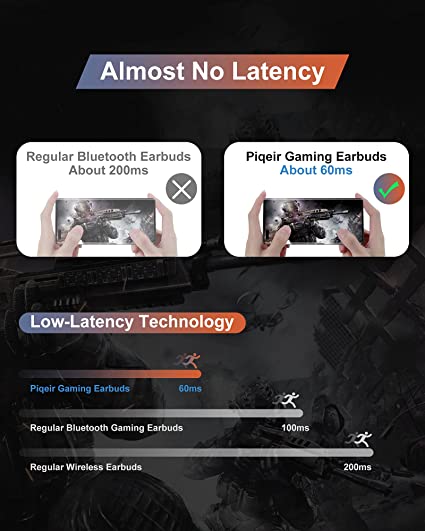 Almost No Latency
Regular Bluetooth Earbuds
About 200ms
Piqeir Gaming Earbuds
About 60ms
Low-Latency Technology
Piqeir Gaming Earbuds 60ms
Regular Bluetooth Gaming Earbuds 100ms
Regular Wireless Earbuds 200ms